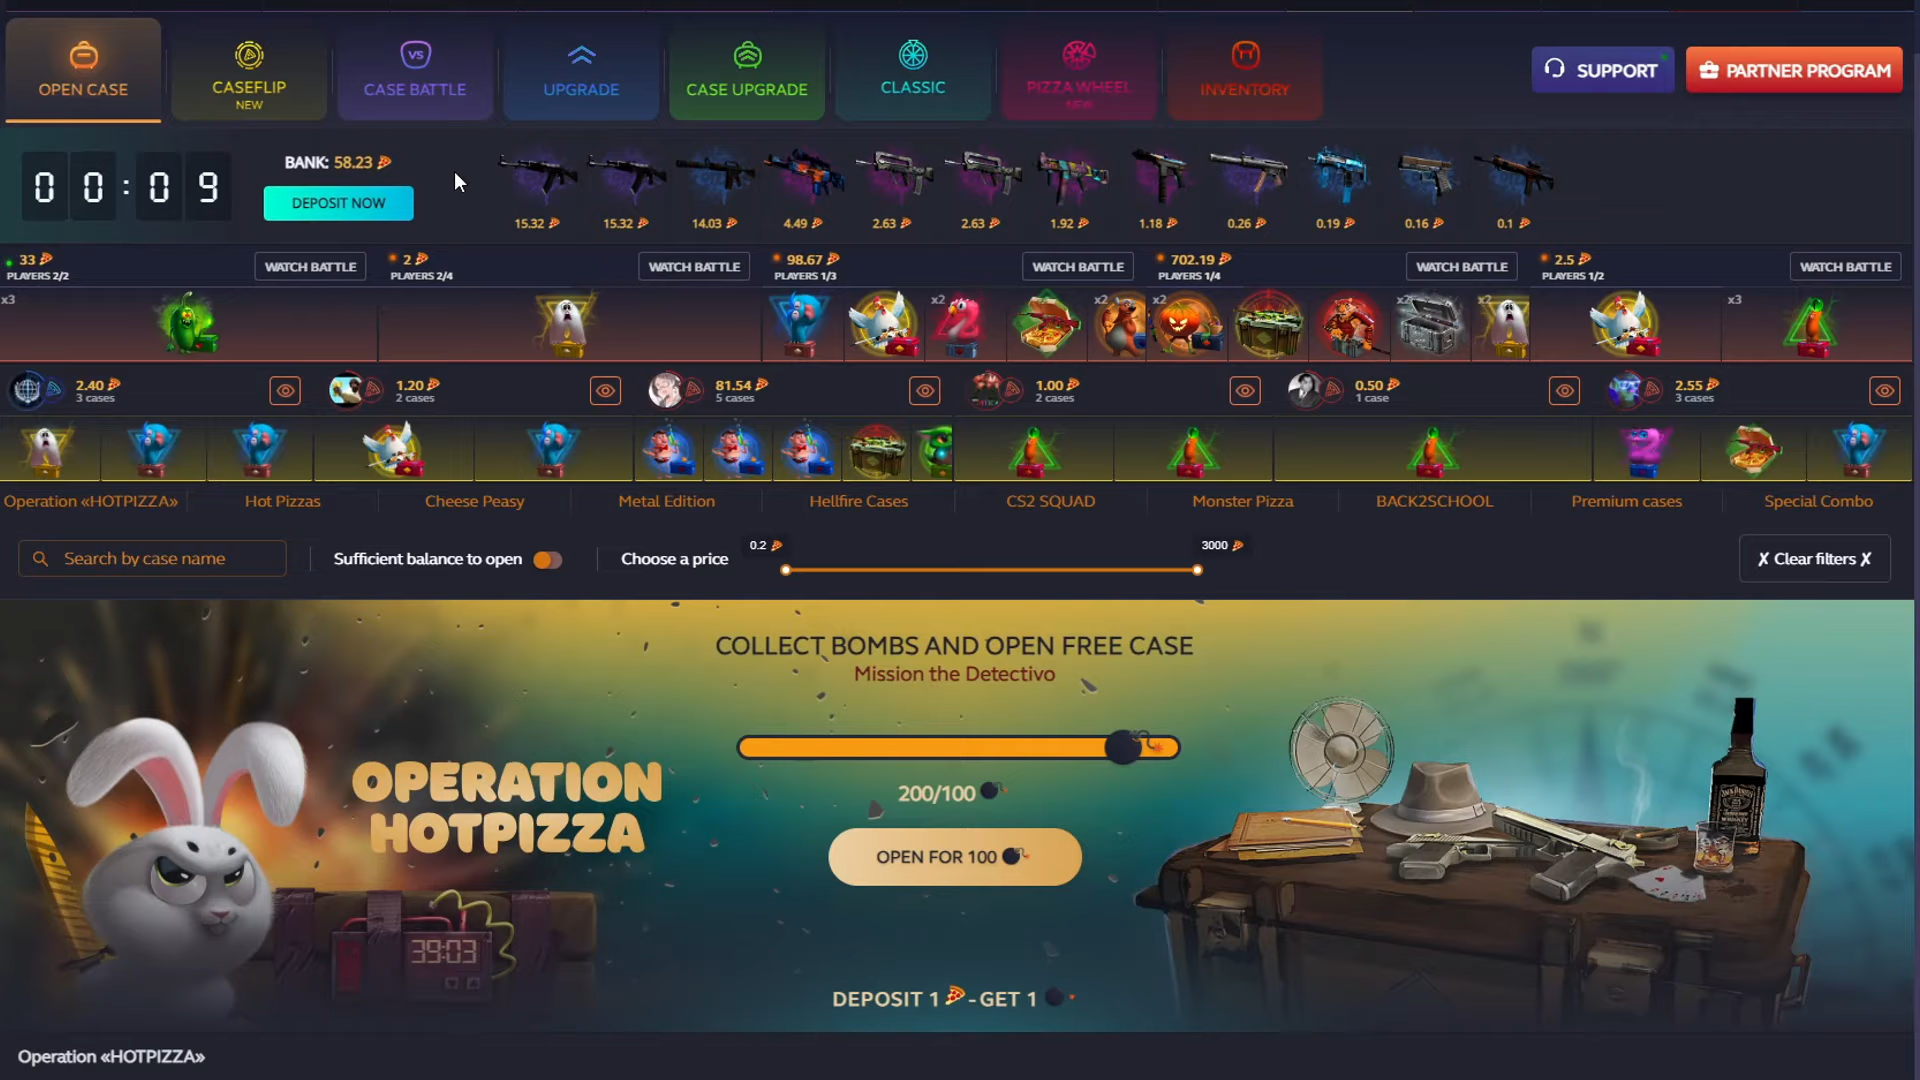 OPEN CASE
CASEFLIP
NEW
CASE BATTLE
UPGRADE
CASE UPGRADE
CLASSIC
PIZZA WHEEL
NEW
INVENTORY
SUPPORT
PARTNER PROGRAM
00:09
BANK: 58.23
DEPOSIT NOW
15.32 15.32 14.03 4.49 2.63 2.63 1.92 1.18 0.26 0.19 0.16 0.1
33
PLAYERS 2/2
WATCH BATTLE
2
PLAYERS 2/4
WATCH BATTLE
98.67
PLAYERS 1/3
WATCH BATTLE
702.19
PLAYERS 1/4
WATCH BATTLE
2.5
PLAYERS 1/2
WATCH BATTLE
x3 x2 x2 x2 x2 x2 x3
2.40
3 cases
1.20
2 cases
81.54
5 cases
1.00
2 cases
0.50
1 case
2.55
3 cases
Operation «HOTPIZZA» Hot Pizzas Cheese Peasy Metal Edition Hellfire Cases CS2 SQUAD Monster Pizza BACK2SCHOOL Premium cases Special Combo
Search by case name
Sufficient balance to open
Choose a price
0.2
3000
✗ Clear filters ✗
COLLECT BOMBS AND OPEN FREE CASE
Mission the Detectivo
OPERATION
HOTPIZZA
200/100
OPEN FOR 100
39:03
DEPOSIT 1 - GET 1
Operation «HOTPIZZA»